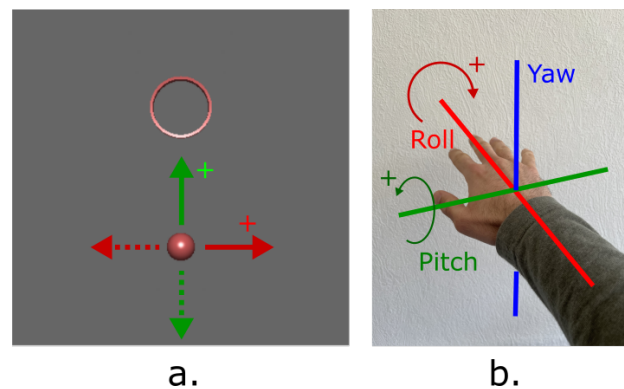 +
+
a.
Yaw
+
Roll
+
Pitch
b.